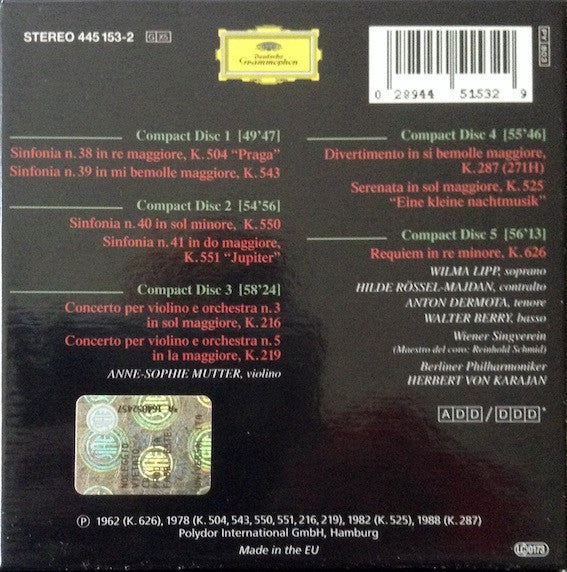 STEREO 445 153-2
G KS
Deutsche
Grammophon
PY 803
0 28944 51532 9
Compact Disc 1 [49'47]
Sinfonia n. 38 in re maggiore, K. 504 “Praga”
Sinfonia n. 39 in mi bemolle maggiore, K. 543
Compact Disc 2 [54'56]
Sinfonia n. 40 in sol minore, K. 550
Sinfonia n. 41 in do maggiore,
K. 551 “Jupiter”
Compact Disc 3 [58'24]
Concerto per violino e orchestra n. 3
in sol maggiore, K. 216
Concerto per violino e orchestra n. 5
in la maggiore, K. 219
ANNE-SOPHIE MUTTER, violino
Compact Disc 4 [55'46]
Divertimento in si bemolle maggiore,
K. 287 (271H)
Serenata in sol maggiore, K. 525
“Eine kleine nachtmusik”
Compact Disc 5 [56'13]
Requiem in re minore, K. 626
WILMA LIPP, soprano
HILDE RÖSSEL-MAJDAN, contralto
ANTON DERMOTA, tenore
WALTER BERRY, basso
Wiener Singverein
(Maestro del coro: Reinhold Schmid)
Berliner Philharmoniker
HERBERT VON KARAJAN
ADD / DDD*
SIAE
℗ 1962 (K. 626), 1978 (K. 504, 543, 550, 551, 216, 219), 1982 (K. 525), 1988 (K. 287)
Polydor International GmbH, Hamburg
Made in the EU
LC 0173